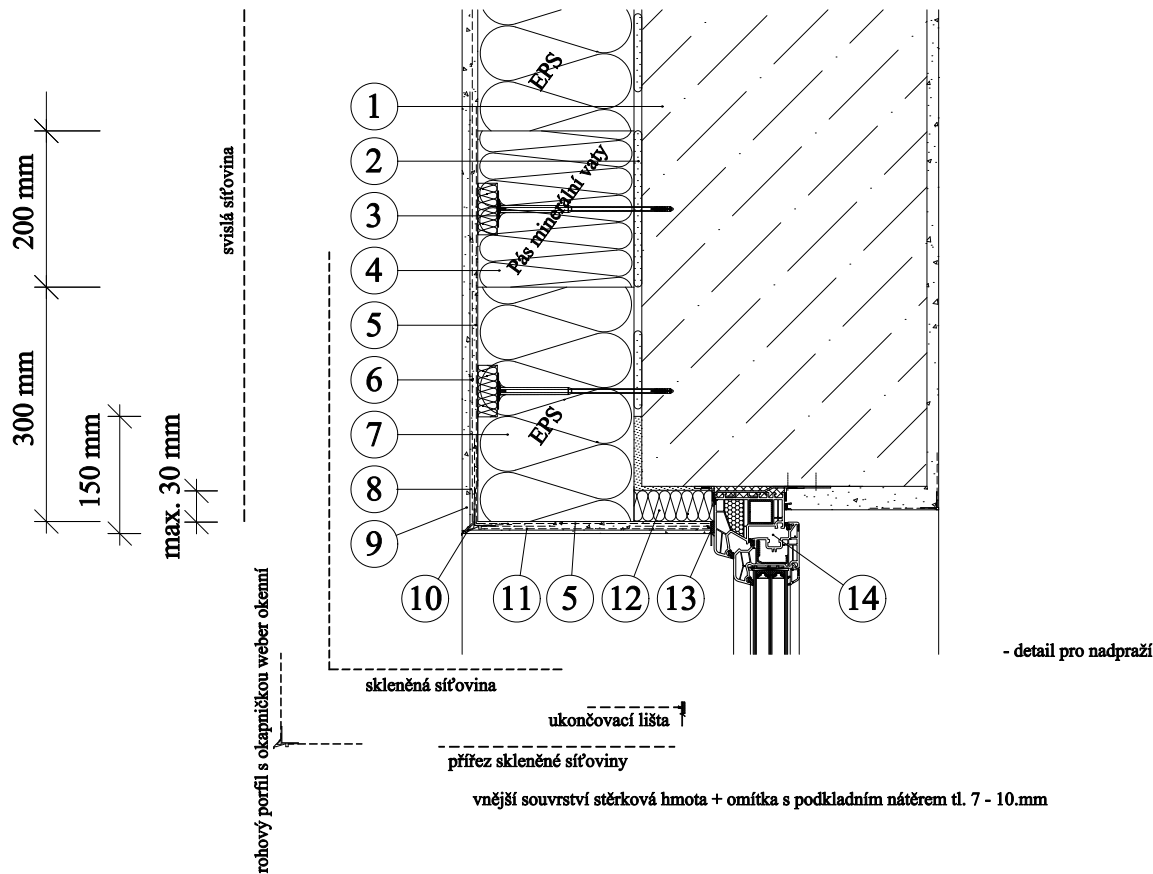 EPS
1
2
3
4
5
6
7
8
9
10
11
5
12
13
14
Pás minerální vaty
EPS
200 mm
300 mm
150 mm
max. 30 mm
svislá síťovina
- detail pro nadpraží
skleněná síťovina
ukončovací lišta
přířez skleněné síťoviny
rohový porfil s okapničkou weber okenní
vnější souvrství stěrková hmota + omítka s podkladním nátěrem tl. 7 - 10.mm